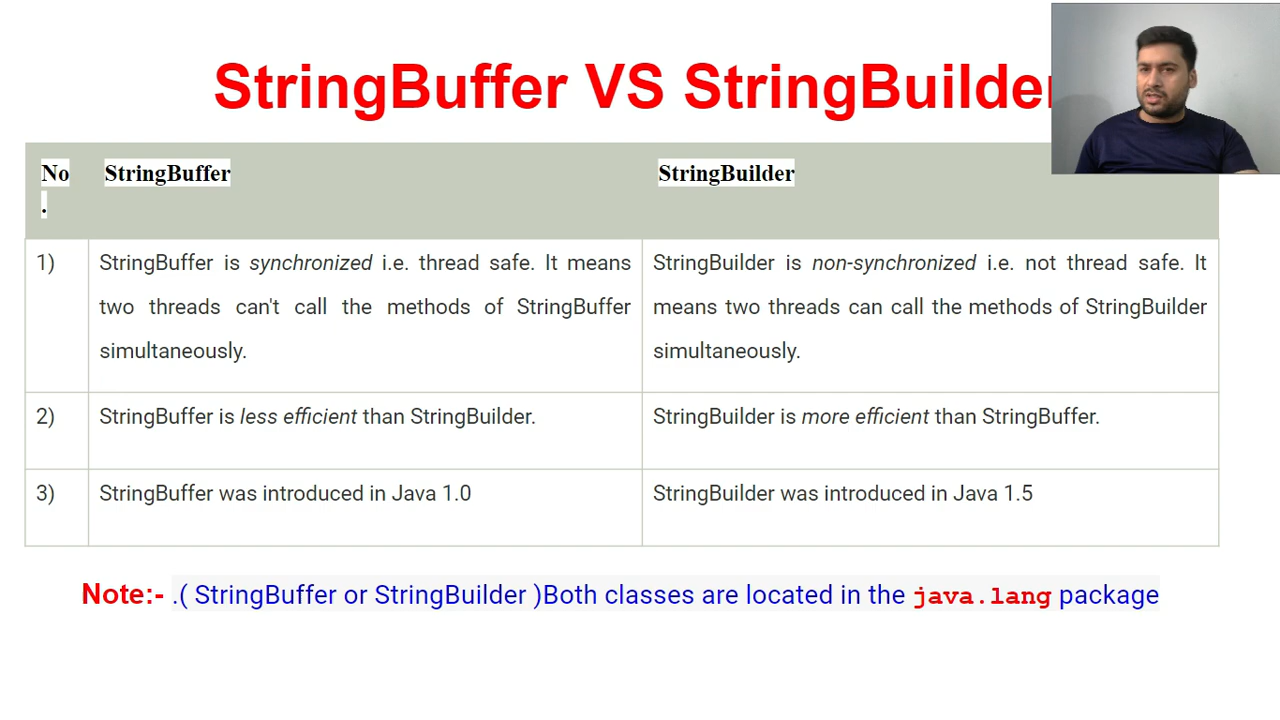 StringBuffer VS StringBuilder
No
.
StringBuffer
StringBuilder
1)
StringBuffer is synchronized i.e. thread safe. It means
two threads can't call the methods of StringBuffer
simultaneously.
StringBuilder is non-synchronized i.e. not thread safe. It
means two threads can call the methods of StringBuilder
simultaneously.
2)
StringBuffer is less efficient than StringBuilder.
StringBuilder is more efficient than StringBuffer.
3)
StringBuffer was introduced in Java 1.0
StringBuilder was introduced in Java 1.5
Note:- .( StringBuffer or StringBuilder )Both classes are located in the java.lang package